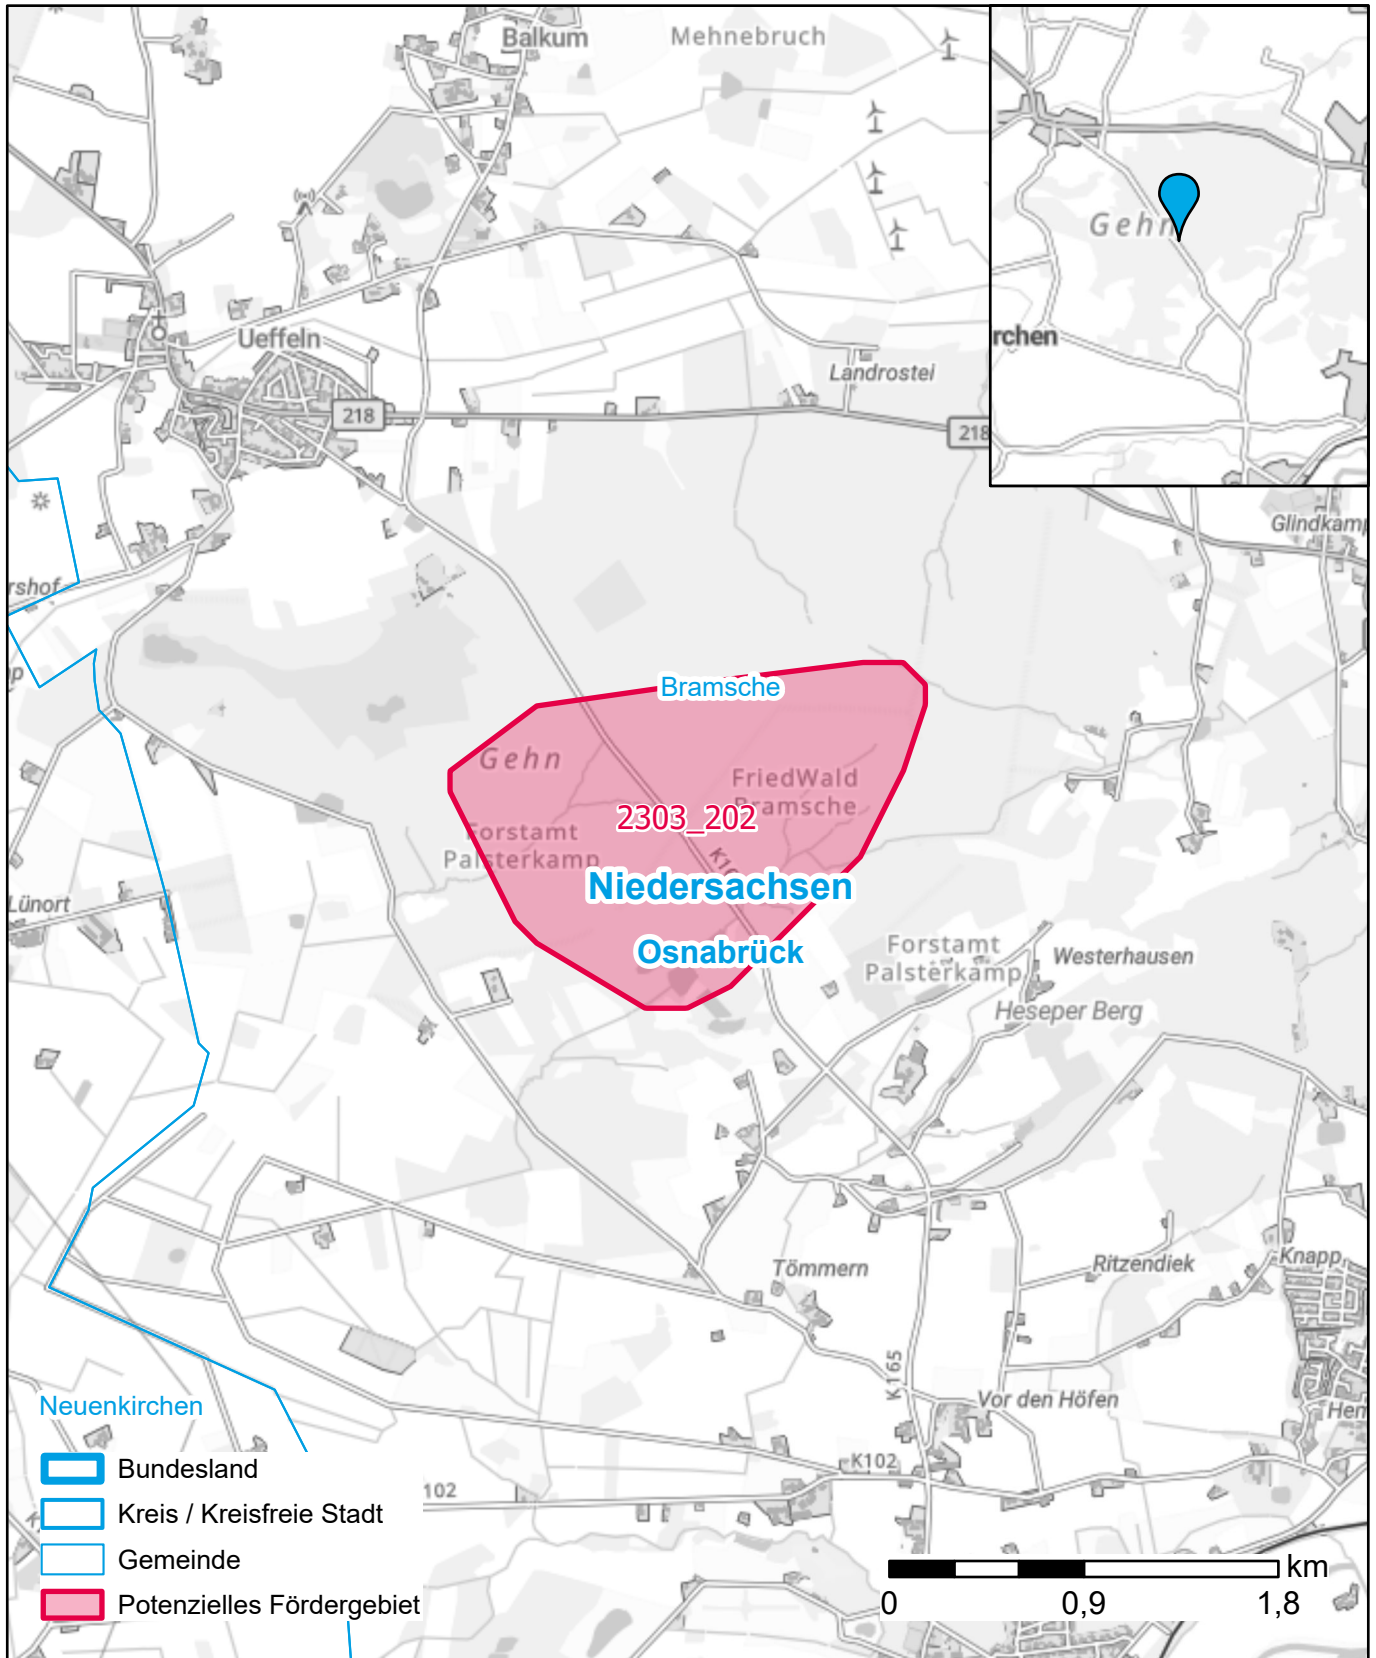 Balkum
Mehnebruch
Gehn
rchen
Ueffeln
Landrostei
218
218
Glindkamp
rshof
Bramsche
Gehn
FriedWald
Bramsche
2303_202
Forstamt
Palsterkamp
Niedersachsen
Lünort
Osnabrück
Forstamt
Palsterkamp
Westerhausen
Heseper Berg
Tömmern
Ritzendiek
Knapp
K165
Vor den Höfen
Hen
Neuenkirchen
K102
102
Bundesland
Kreis / Kreisfreie Stadt
Gemeinde
Potenzielles Fördergebiet
km
0
0,9
1,8